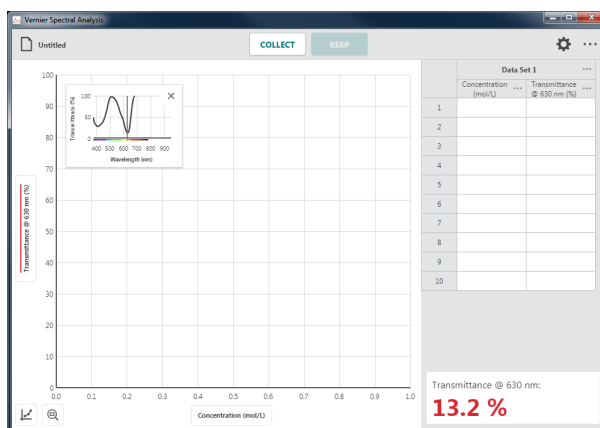 Vernier Spectral Analysis
Untitled
COLLECT
KEEP
Data Set 1
Concentration
(mol/L)
Transmittance
@ 630 nm (%)
1
2
3
4
5
6
7
8
9
10
Transmittance @ 630 nm (%)
100
90
80
70
60
50
40
30
20
10
0
0.0 0.1 0.2 0.3 0.4 0.5 0.6 0.7 0.8 0.9 1.0
Concentration (mol/L)
Transmittance (%)
100
50
0
400 500 600 700 800 900
Wavelength (nm)
Transmittance @ 630 nm:
13.2 %